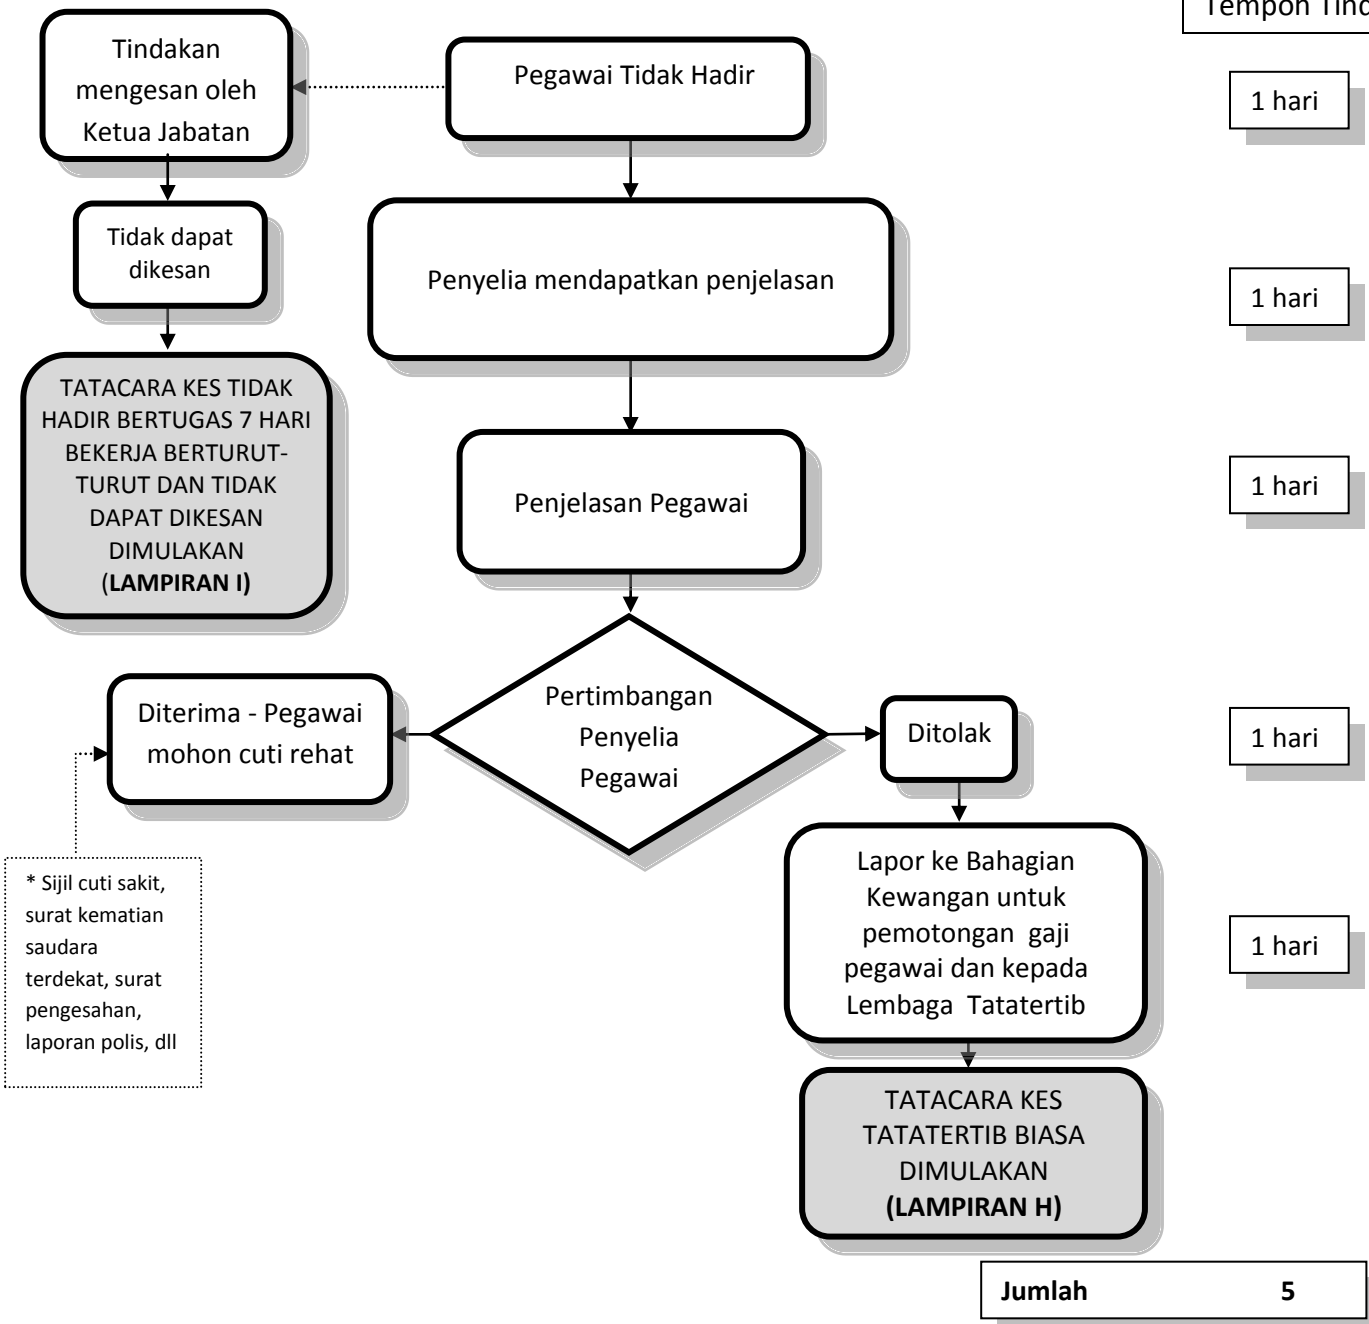 Tempoh
Tindakan
mengesan oleh
Ketua Jabatan
Pegawai Tidak Hadir
1 hari
Tidak dapat
dikesan
Penyelia mendapatkan penjelasan
1 hari
TATACARA KES TIDAK
HADIR BERTUGAS 7 HARI
BEKERJA BERTURUT-
TURUT DAN TIDAK
DAPAT DIKESAN
DIMULAKAN
(LAMPIRAN I)
Penjelasan Pegawai
1 hari
Diterima - Pegawai
mohon cuti rehat
Pertimbangan
Penyelia
Pegawai
Ditolak
1 hari
* Sijil cuti sakit,
surat kematian
saudara
terdekat, surat
pengesahan,
laporan polis, dll
Lapor ke Bahagian
Kewangan untuk
pemotongan gaji
pegawai dan kepada
Lembaga Tatatertib
1 hari
TATACARA KES
TATATERTIB BIASA
DIMULAKAN
(LAMPIRAN H)
Jumlah 5